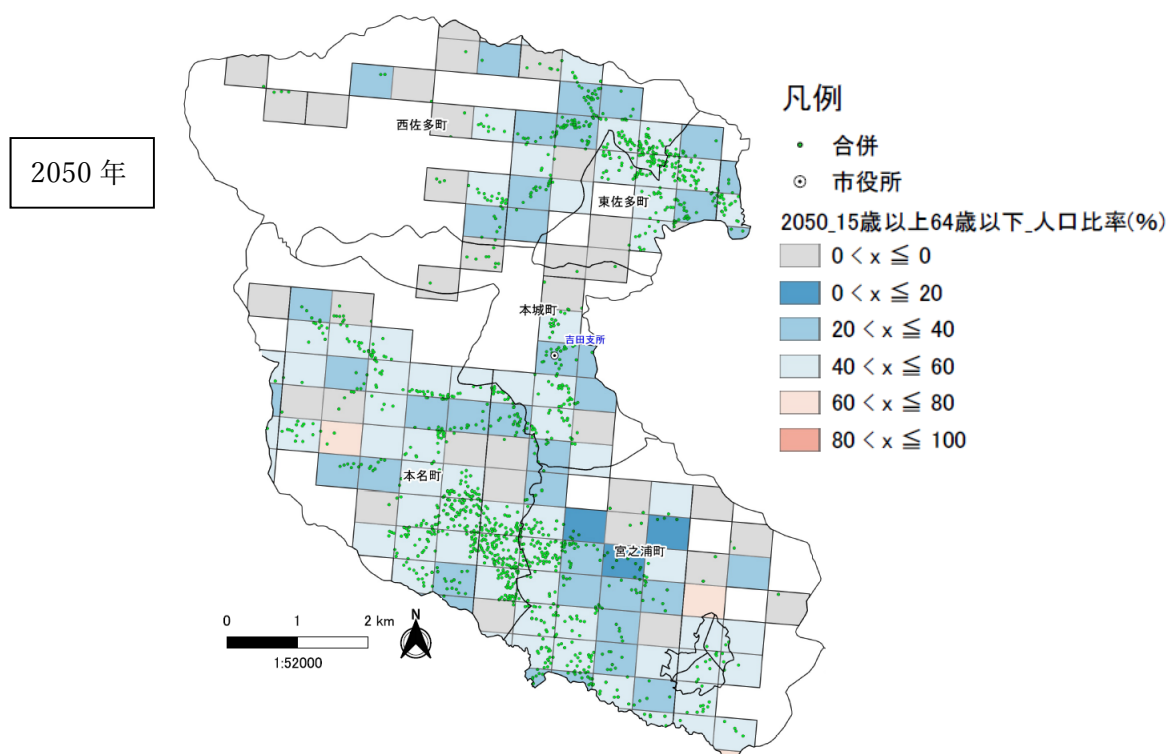 2050 年
西佐多町
東佐多町
本城町
吉田支所
本名町
宮之浦町
0 1 2 km
1:52000
N
凡例
合併
市役所
2050_15歳以上64歳以下_人口比率(%)
0 < x ≦ 0
0 < x ≦ 20
20 < x ≦ 40
40 < x ≦ 60
60 < x ≦ 80
80 < x ≦ 100